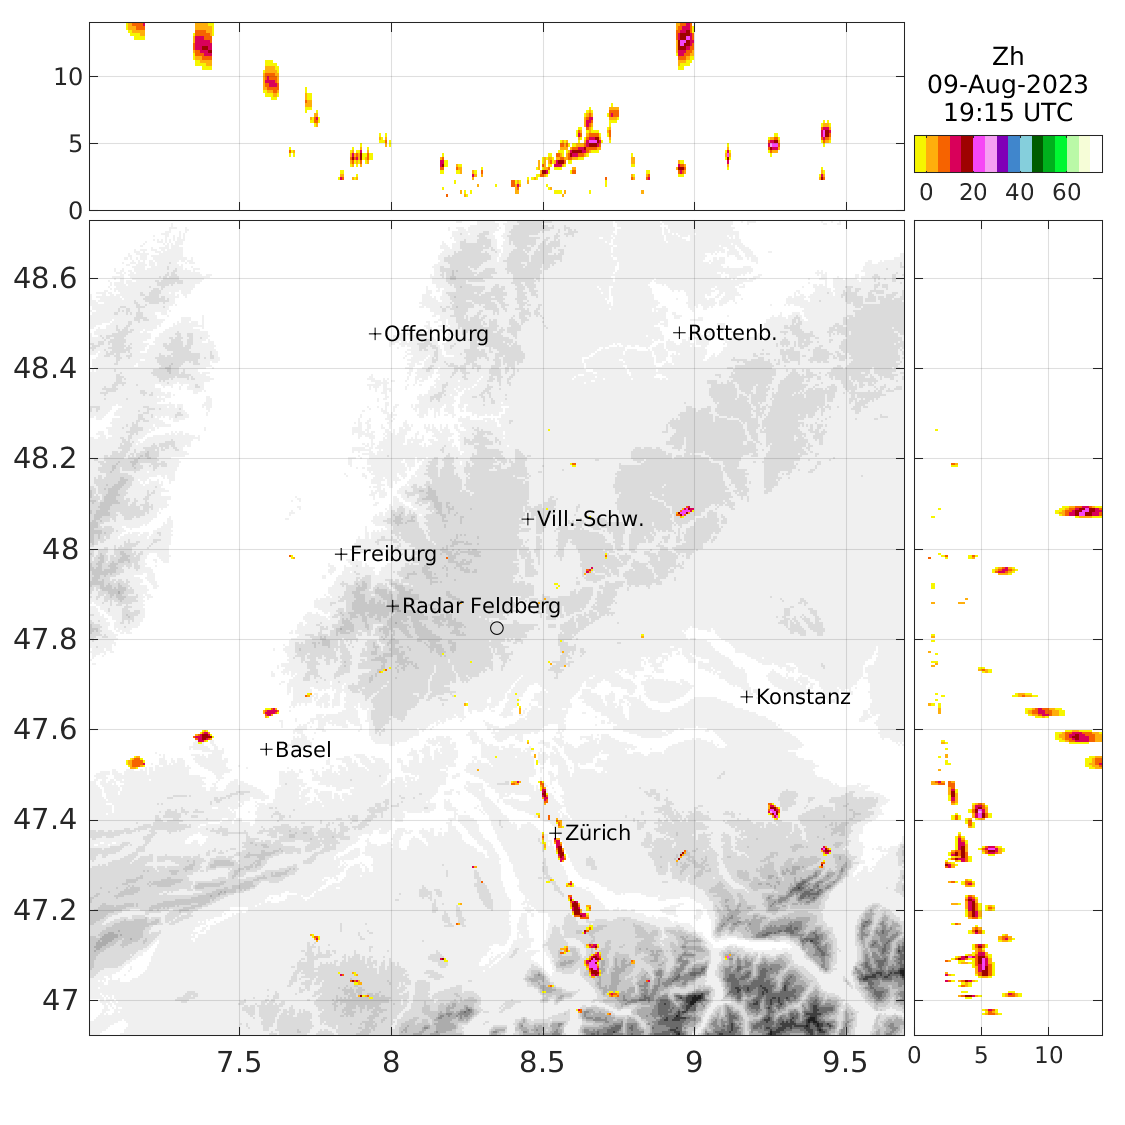 Zh
09-Aug-2023
19:15 UTC
10
5
0
0 20 40 60
48.6
48.4
48.2
48
47.8
47.6
47.4
47.2
47
Offenburg
Rottenb.
Vill.-Schw.
Freiburg
Radar Feldberg
Konstanz
Basel
Zürich
7.5 8 8.5 9 9.5
0 5 10